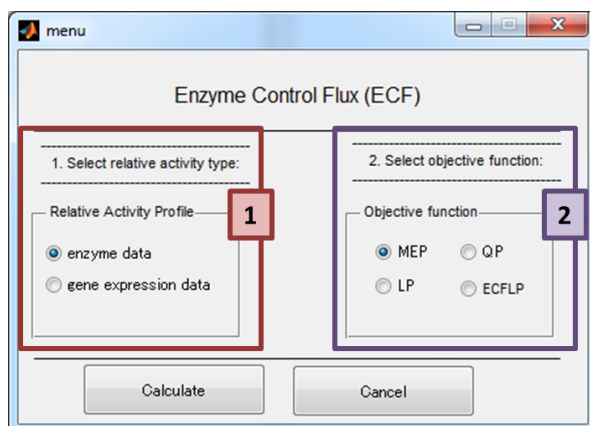 menu
Enzyme Control Flux (ECF)
1. Select relative activity type:
2. Select objective function:
Relative Activity Profile
1
Objective function
2
enzyme data
gene expression data
MEP
QP
LP
ECFLP
Calculate
Cancel